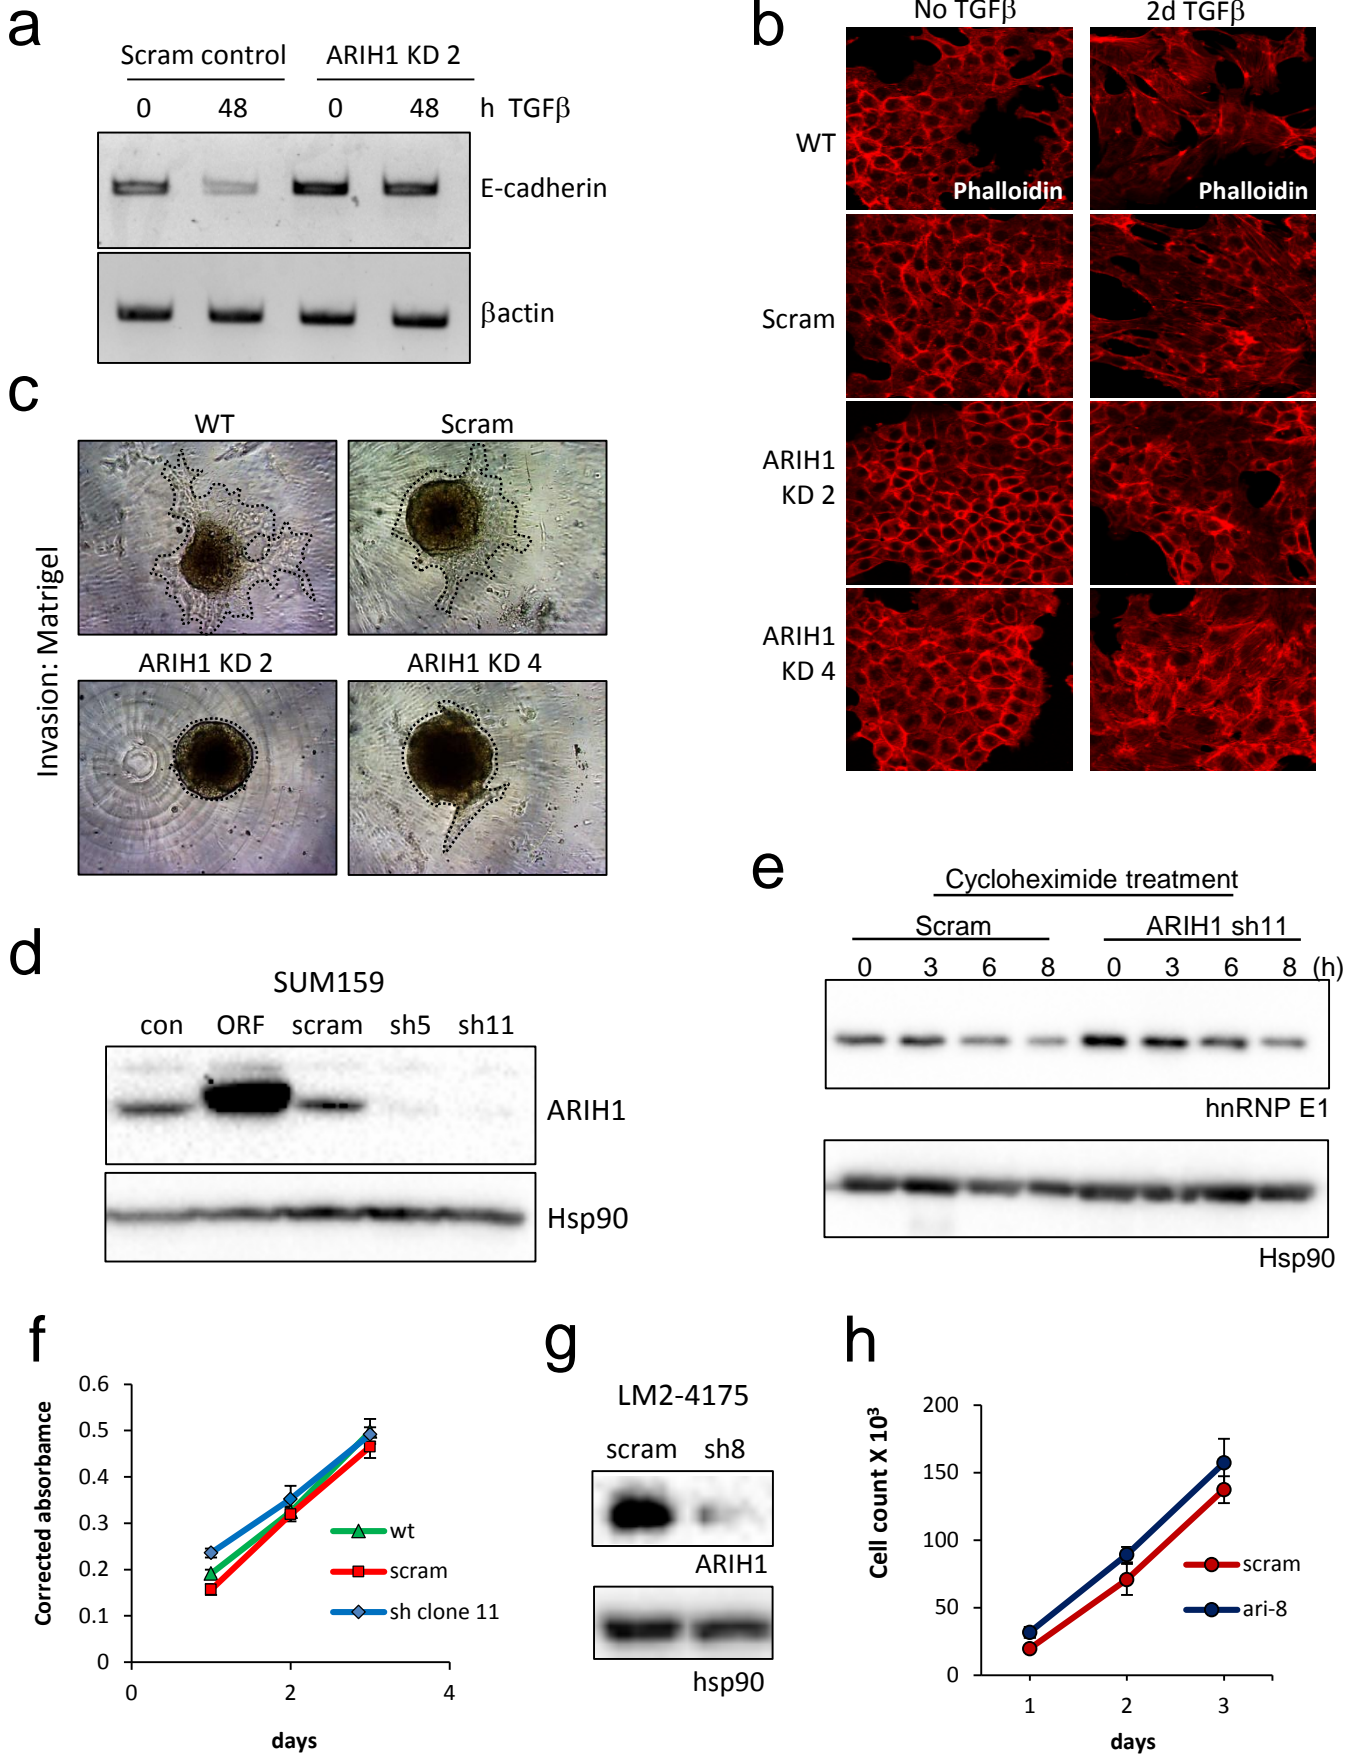 a
Scram control ARIH1 KD 2
0 48 0 48 h TGFβ
E-cadherin
βactin
b
No TGFβ 2d TGFβ
WT
Phalloidin Phalloidin
Scram
ARIH1
KD 2
ARIH1
KD 4
c
WT Scram
ARIH1 KD 2 ARIH1 KD 4
Invasion: Matrigel
d
SUM159
con ORF scram sh5 sh11
ARIH1
Hsp90
e
Cycloheximide treatment
Scram ARIH1 sh11
0 3 6 8 0 3 6 8 (h)
hnRNP E1
Hsp90
f
Corrected absorbamce
0.6
0.5
0.4
0.3
0.2
0.1
0
0 2 4
days
wt
scram
sh clone 11
g
LM2-4175
scram sh8
ARIH1
hsp90
h
Cell count X 10³
200
150
100
50
0
1 2 3
days
scram
ari-8